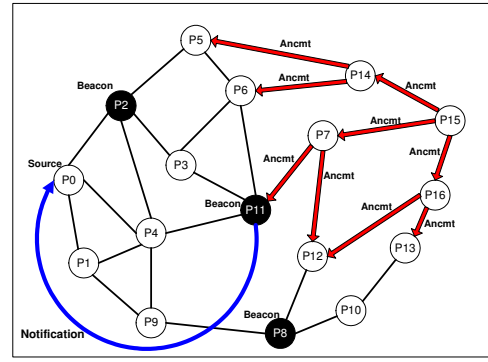 P5
Ancmt
P14
Ancmt
Ancmt
Beacon
P6
P2
P15
P7
Ancmt
Source
P3
Ancmt
Ancmt
P0
Beacon
Ancmt
P16
P11
Ancmt
P4
P13
P12
P1
P10
Beacon
P9
P8
Notification